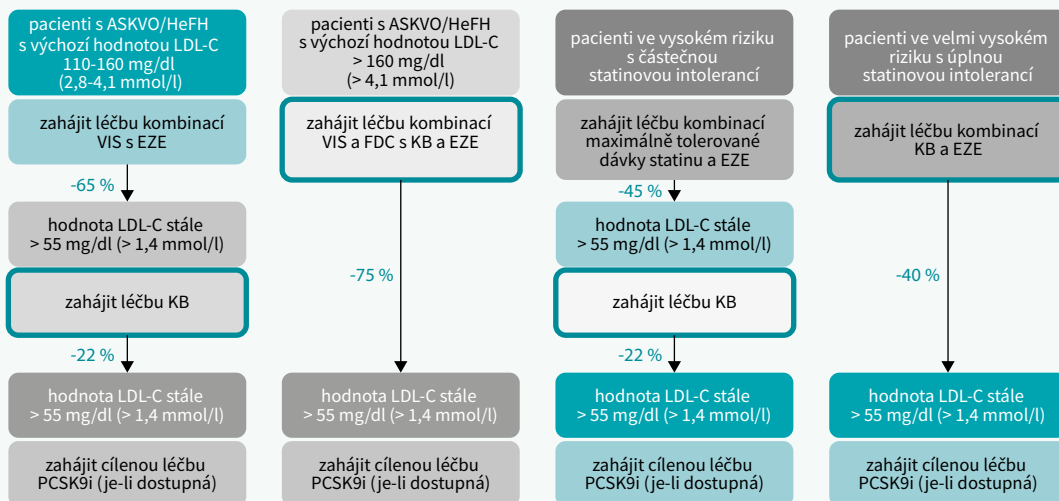 pacienti s ASKVO/HeFH
s výchozí hodnotou LDL-C
110-160 mg/dl
(2,8-4,1 mmol/l)
zahájit léčbu kombinací
VIS s EZE
-65 %
hodnota LDL-C stále
> 55 mg/dl (> 1,4 mmol/l)
zahájit léčbu KB
-22 %
hodnota LDL-C stále
> 55 mg/dl (> 1,4 mmol/l)
zahájit cílenou léčbu
PCSK9i (je-li dostupná)
pacienti s ASKVO/HeFH
s výchozí hodnotou LDL-C
> 160 mg/dl
(> 4,1 mmol/l)
zahájit léčbu kombinací
VIS a FDC s KB a EZE
-75 %
hodnota LDL-C stále
> 55 mg/dl (> 1,4 mmol/l)
zahájit cílenou léčbu
PCSK9i (je-li dostupná)
pacienti ve vysokém riziku
s částečnou
statinovou intolerancí
zahájit léčbu kombinací
maximálně tolerované
dávky statinu a EZE
-45 %
hodnota LDL-C stále
> 55 mg/dl (> 1,4 mmol/l)
zahájit léčbu KB
-22 %
hodnota LDL-C stále
> 55 mg/dl (> 1,4 mmol/l)
zahájit cílenou léčbu
PCSK9i (je-li dostupná)
pacienti ve velmi vysokém
riziku s úplnou
statinovou intolerancí
zahájit léčbu kombinací
KB a EZE
-40 %
hodnota LDL-C stále
> 55 mg/dl (> 1,4 mmol/l)
zahájit cílenou léčbu
PCSK9i (je-li dostupná)